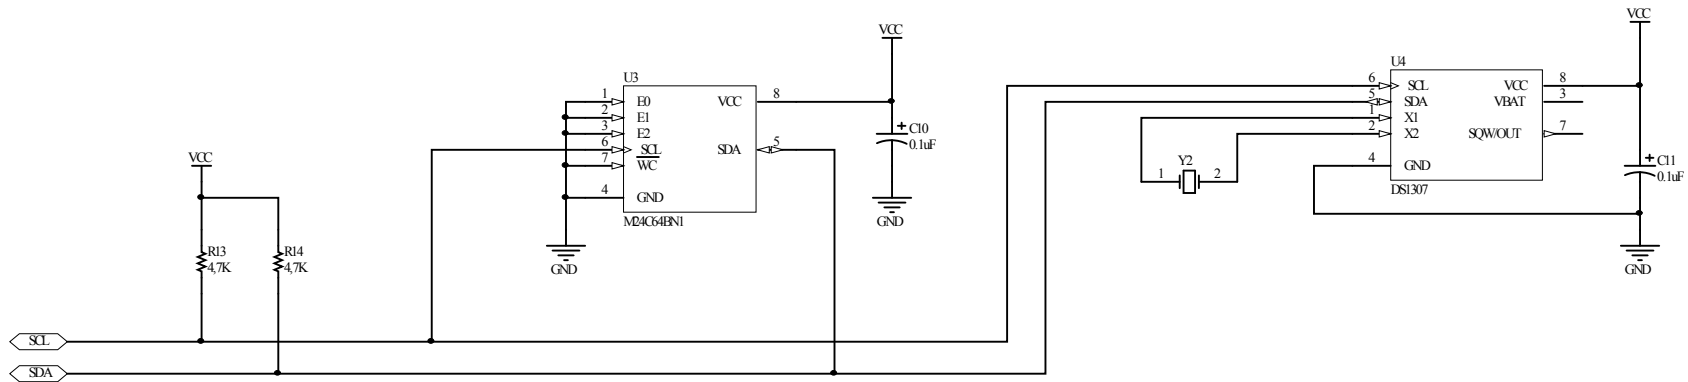 VCC
VCC
U3
U4
1 E0 VCC 8
2 E1
3 E2
6 SCL SDA 5
7 WC
4 GND
M24C64BN1
C10
0.1uF
GND
6 SCL VCC 8
5 SDA VBAT 3
1 X1
2 X2 SQW/OUT 7
4 GND
DS1307
1 Y2 2
C11
0.1uF
VCC
R13
4,7K
R14
4,7K
GND
GND
SCL
SDA